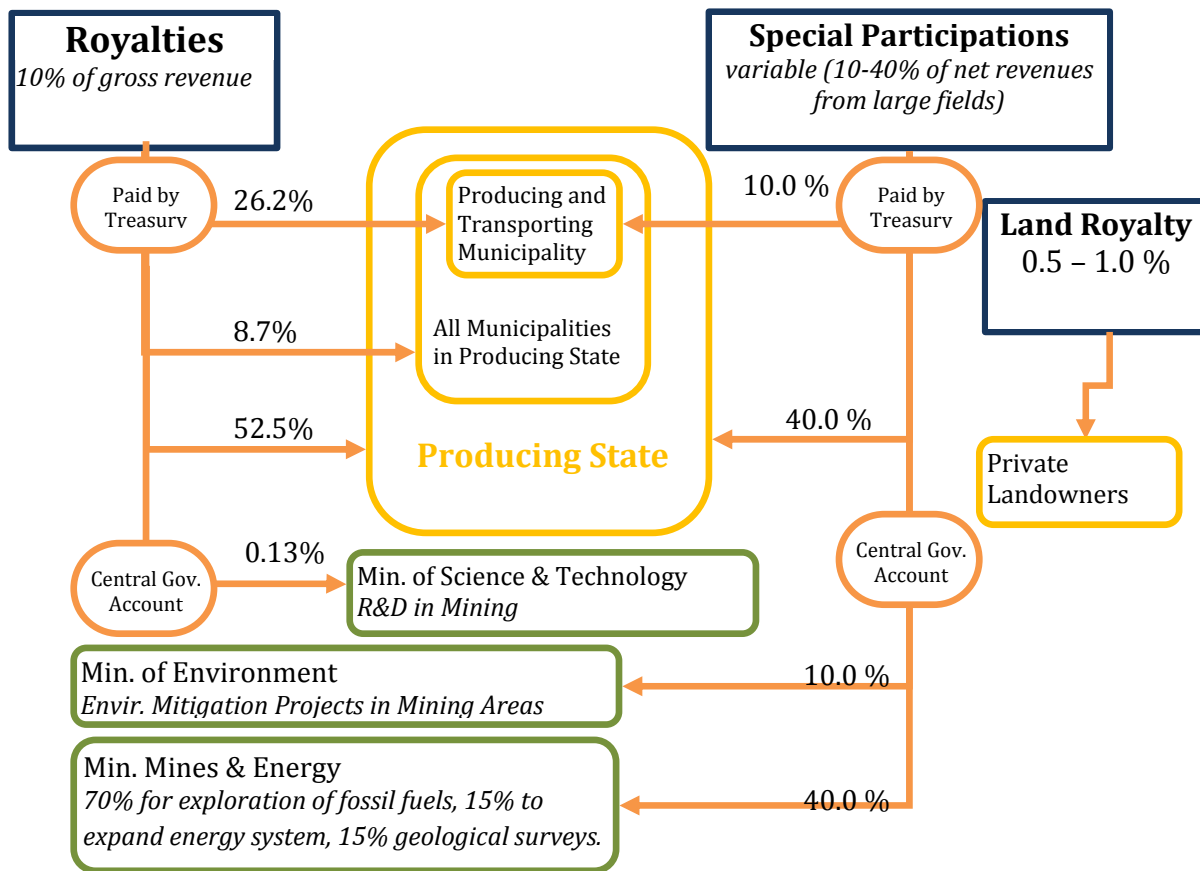 Royalties
10% of gross revenue
Special Participations
variable (10-40% of net revenues
from large fields)
Paid by
Treasury
26.2%
Producing and
Transporting
Municipality
10.0 %
Paid by
Treasury
Land Royalty
0.5 – 1.0 %
8.7%
All Municipalities
in Producing State
52.5%
Producing State
40.0 %
Private
Landowners
Central Gov.
Account
0.13%
Min. of Science & Technology
R&D in Mining
Central Gov.
Account
Min. of Environment
Envir. Mitigation Projects in Mining Areas
10.0 %
Min. Mines & Energy
70% for exploration of fossil fuels, 15% to
expand energy system, 15% geological surveys.
40.0 %